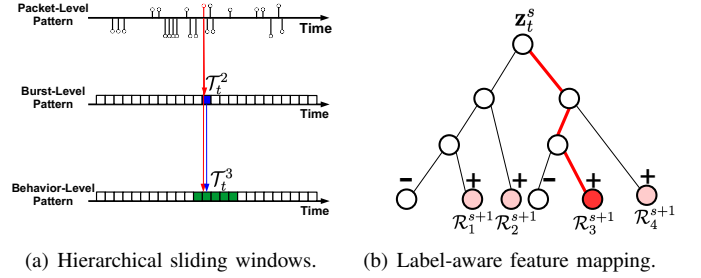 Packet-Level
Pattern
Time
𝒯_t^2
Burst-Level
Pattern
Time
𝒯_t^3
Behavior-Level
Pattern
Time
(a) Hierarchical sliding windows.
z_t^s
− + + − + +
ℛ_1^{s+1} ℛ_2^{s+1} ℛ_3^{s+1} ℛ_4^{s+1}
(b) Label-aware feature mapping.